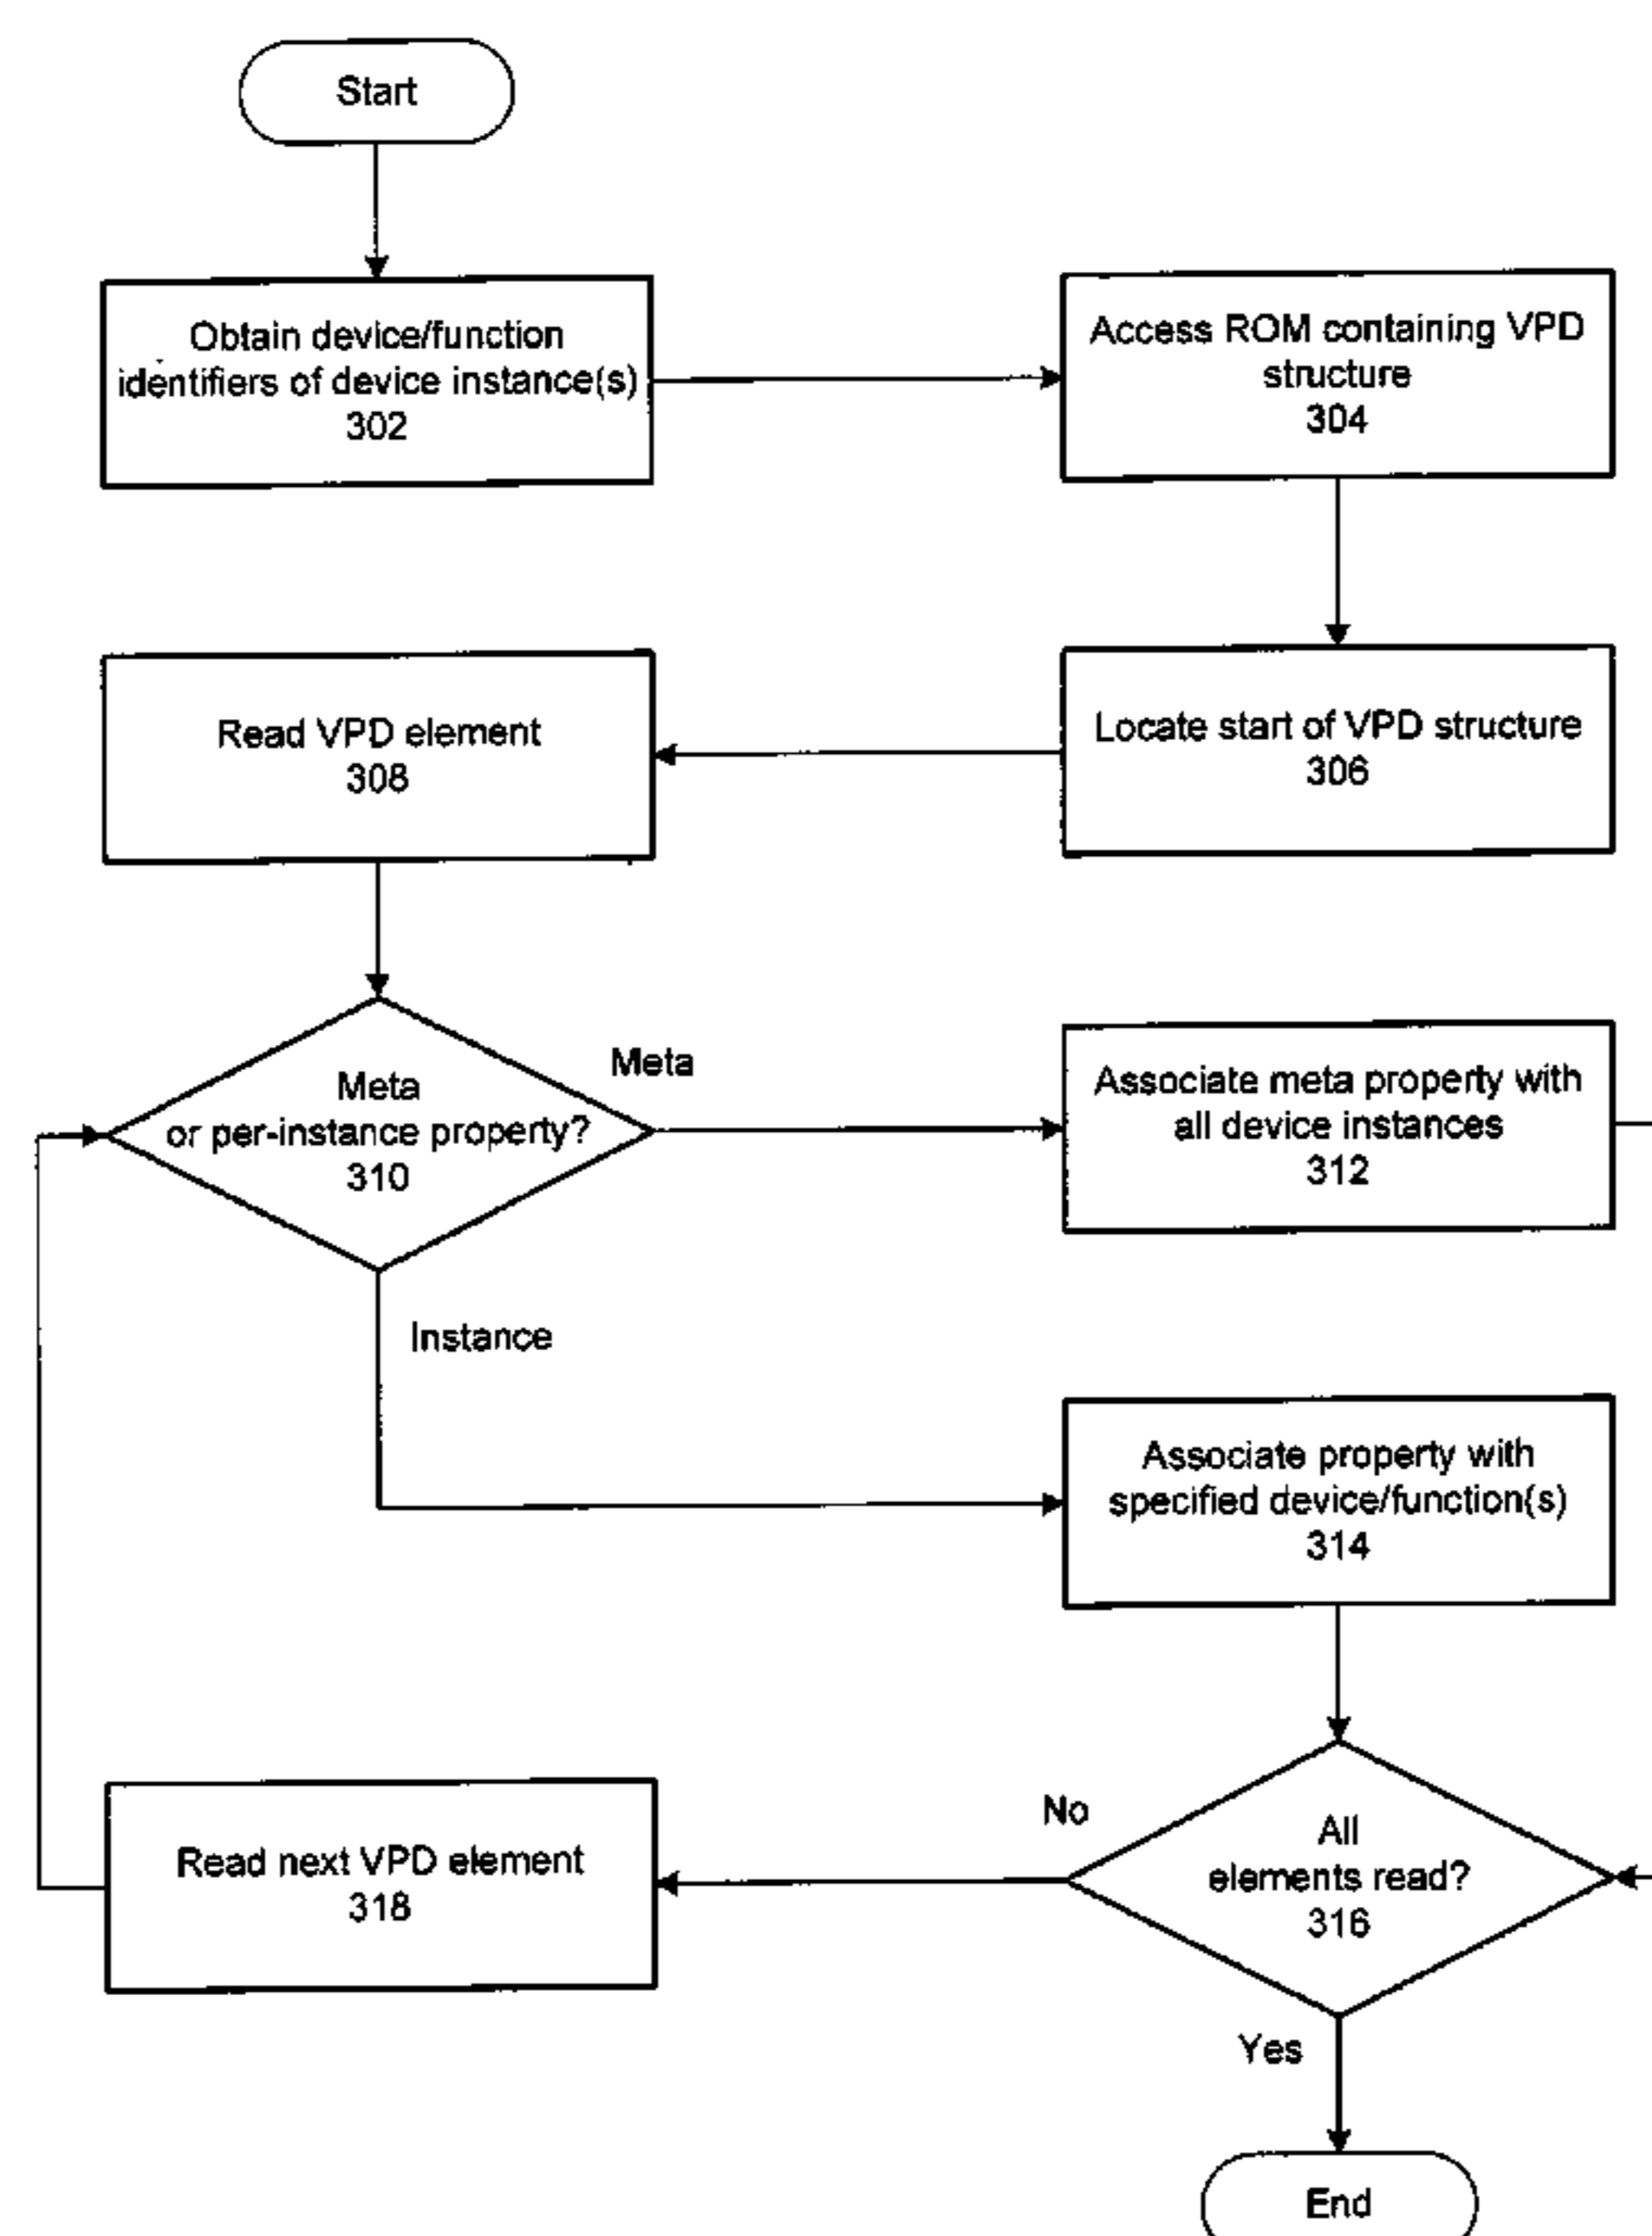 Start
Obtain device/function
identifiers of device instance(s)
302
Access ROM containing VPD
structure
304
Locate start of VPD structure
306
Read VPD element
308
Meta
or per-instance property?
310
Meta
Instance
Associate meta property with
all device instances
312
Associate property with
specified device/function(s)
314
All
elements read?
316
No
Yes
Read next VPD element
318
End